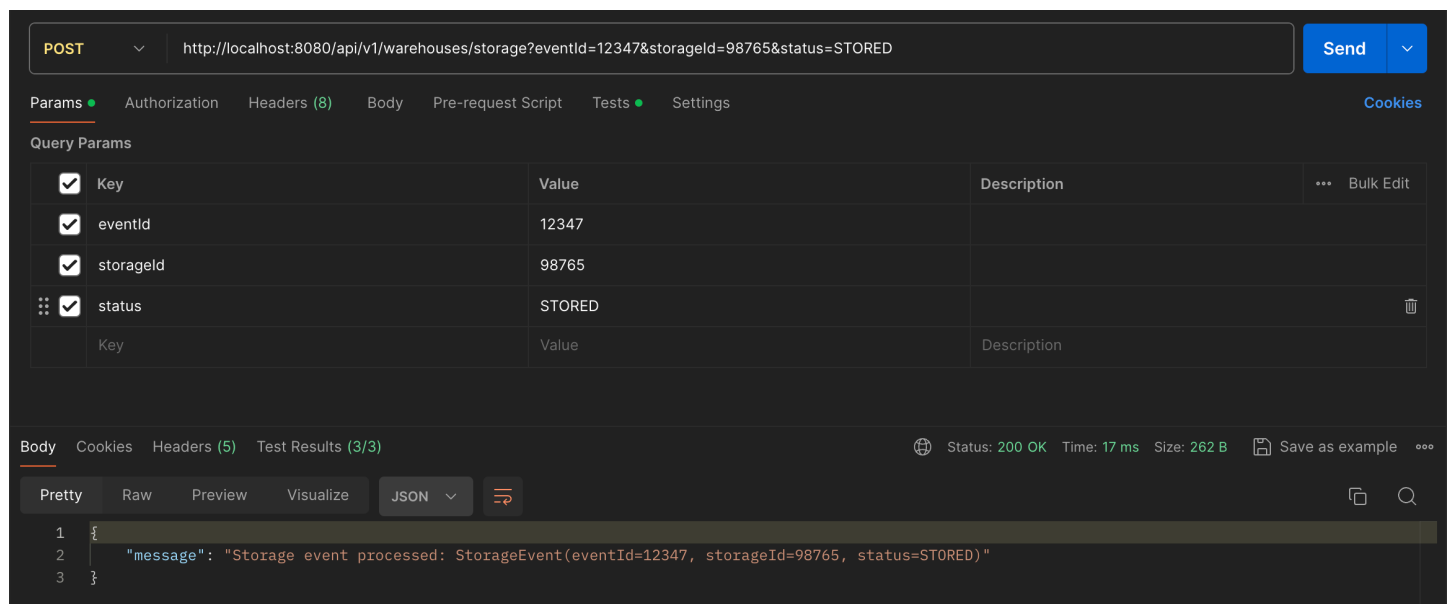 POST http://localhost:8080/api/v1/warehouses/storage?eventId=12347&storageId=98765&status=STORED Send
Params Authorization Headers (8) Body Pre-request Script Tests Settings Cookies
Query Params
Key Value Description Bulk Edit
eventId 12347
storageId 98765
status STORED
Key Value Description
Body Cookies Headers (5) Test Results (3/3) Status: 200 OK Time: 17 ms Size: 262 B Save as example
Pretty Raw Preview Visualize JSON
1 {
2 "message": "Storage event processed: StorageEvent(eventId=12347, storageId=98765, status=STORED)"
3 }